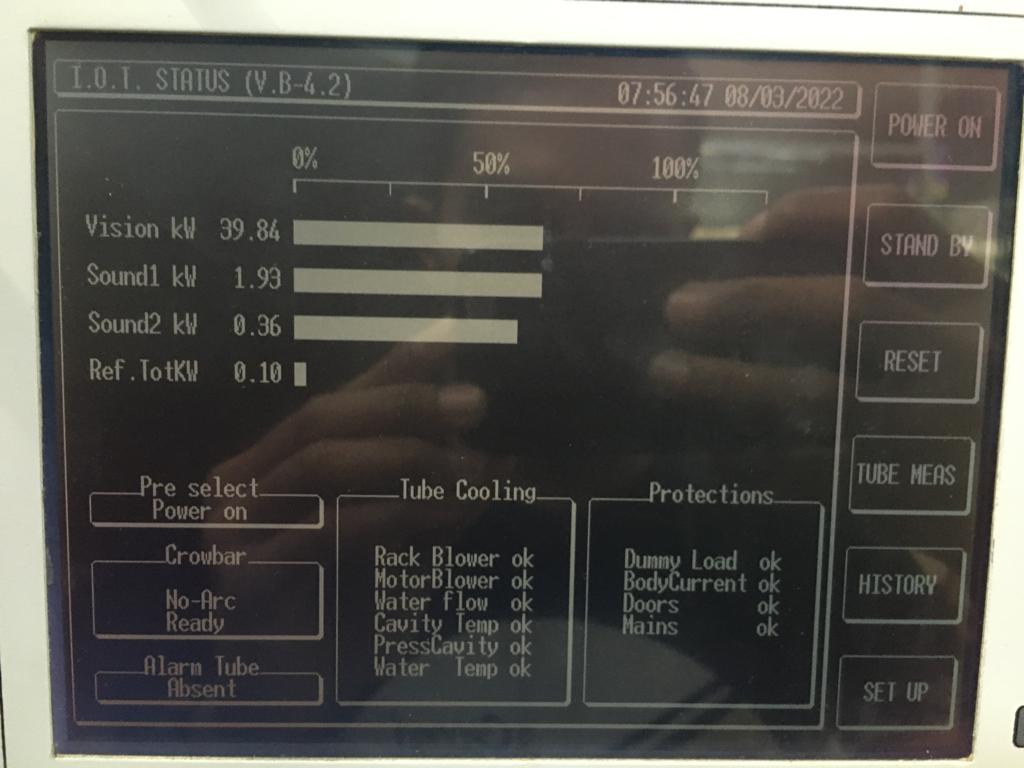 I.O.T. STATUS (V.B-4.2) 07:56:47 08/03/2022
0% 50% 100%
Vision kW 39.84
Sound1 kW 1.93
Sound2 kW 0.36
Ref.TotKW 0.10
Pre select
Power on
Crowbar
No-Arc
Ready
Alarm Tube
Absent
Tube Cooling
Rack Blower ok
MotorBlower ok
Water flow ok
Cavity Temp ok
PressCavity ok
Water Temp ok
Protections
Dummy Load ok
BodyCurrent ok
Doors ok
Mains ok
POWER ON
STAND BY
RESET
TUBE MEAS
HISTORY
SET UP